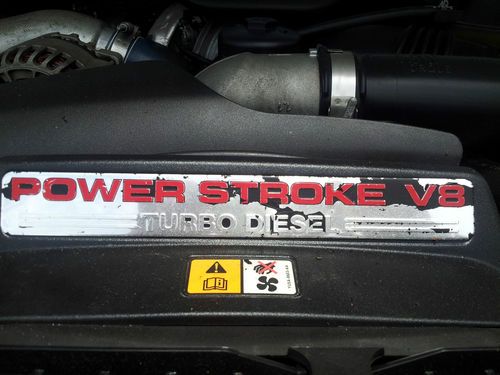 POWER STROKE V8
TURBO DIESEL